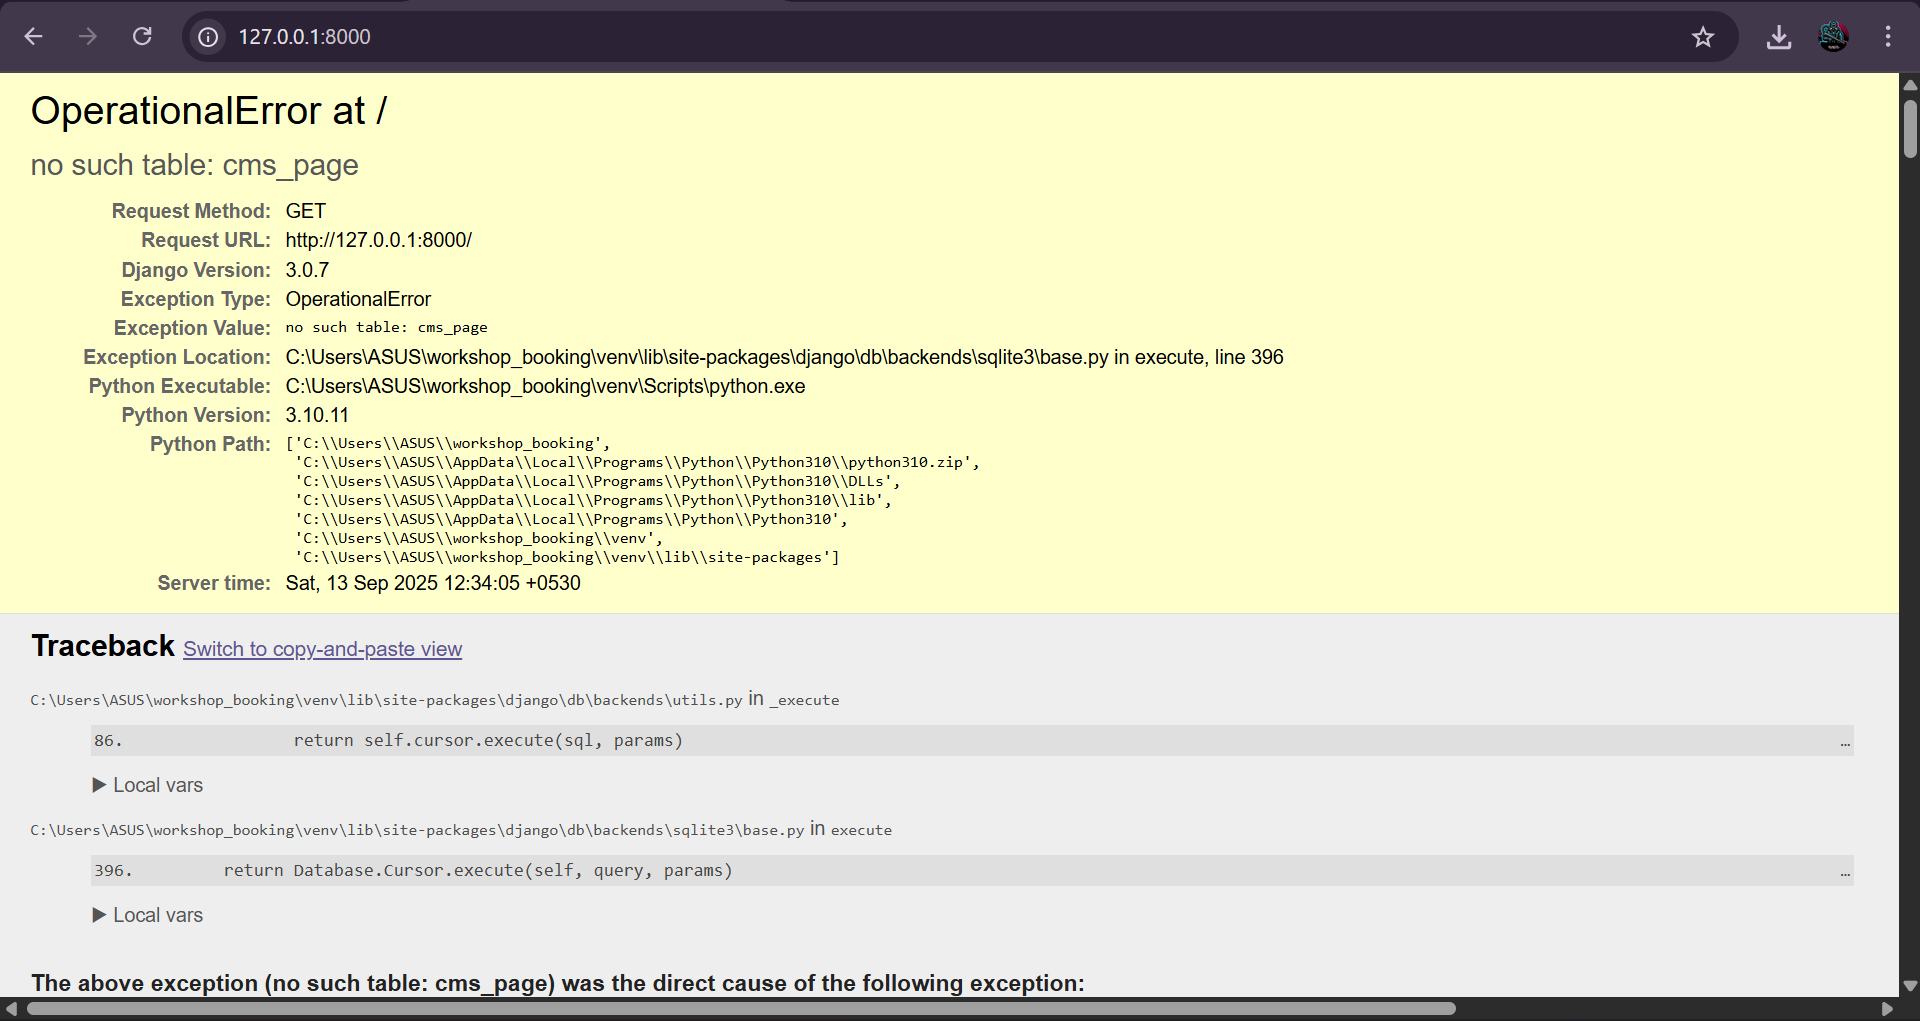 127.0.0.1:8000
OperationalError at /
no such table: cms_page
Request Method: GET
Request URL: http://127.0.0.1:8000/
Django Version: 3.0.7
Exception Type: OperationalError
Exception Value: no such table: cms_page
Exception Location: C:\Users\ASUS\workshop_booking\venv\lib\site-packages\django\db\backends\sqlite3\base.py in execute, line 396
Python Executable: C:\Users\ASUS\workshop_booking\venv\Scripts\python.exe
Python Version: 3.10.11
Python Path: ['C:\\Users\\ASUS\\workshop_booking',
'C:\\Users\\ASUS\\AppData\\Local\\Programs\\Python\\Python310\\python310.zip',
'C:\\Users\\ASUS\\AppData\\Local\\Programs\\Python\\Python310\\DLLs',
'C:\\Users\\ASUS\\AppData\\Local\\Programs\\Python\\Python310\\lib',
'C:\\Users\\ASUS\\AppData\\Local\\Programs\\Python\\Python310',
'C:\\Users\\ASUS\\workshop_booking\\venv',
'C:\\Users\\ASUS\\workshop_booking\\venv\\lib\\site-packages']
Server time: Sat, 13 Sep 2025 12:34:05 +0530
Traceback Switch to copy-and-paste view
C:\Users\ASUS\workshop_booking\venv\lib\site-packages\django\db\backends\utils.py in _execute
86. return self.cursor.execute(sql, params) …
▶ Local vars
C:\Users\ASUS\workshop_booking\venv\lib\site-packages\django\db\backends\sqlite3\base.py in execute
396. return Database.Cursor.execute(self, query, params) …
▶ Local vars
The above exception (no such table: cms_page) was the direct cause of the following exception: